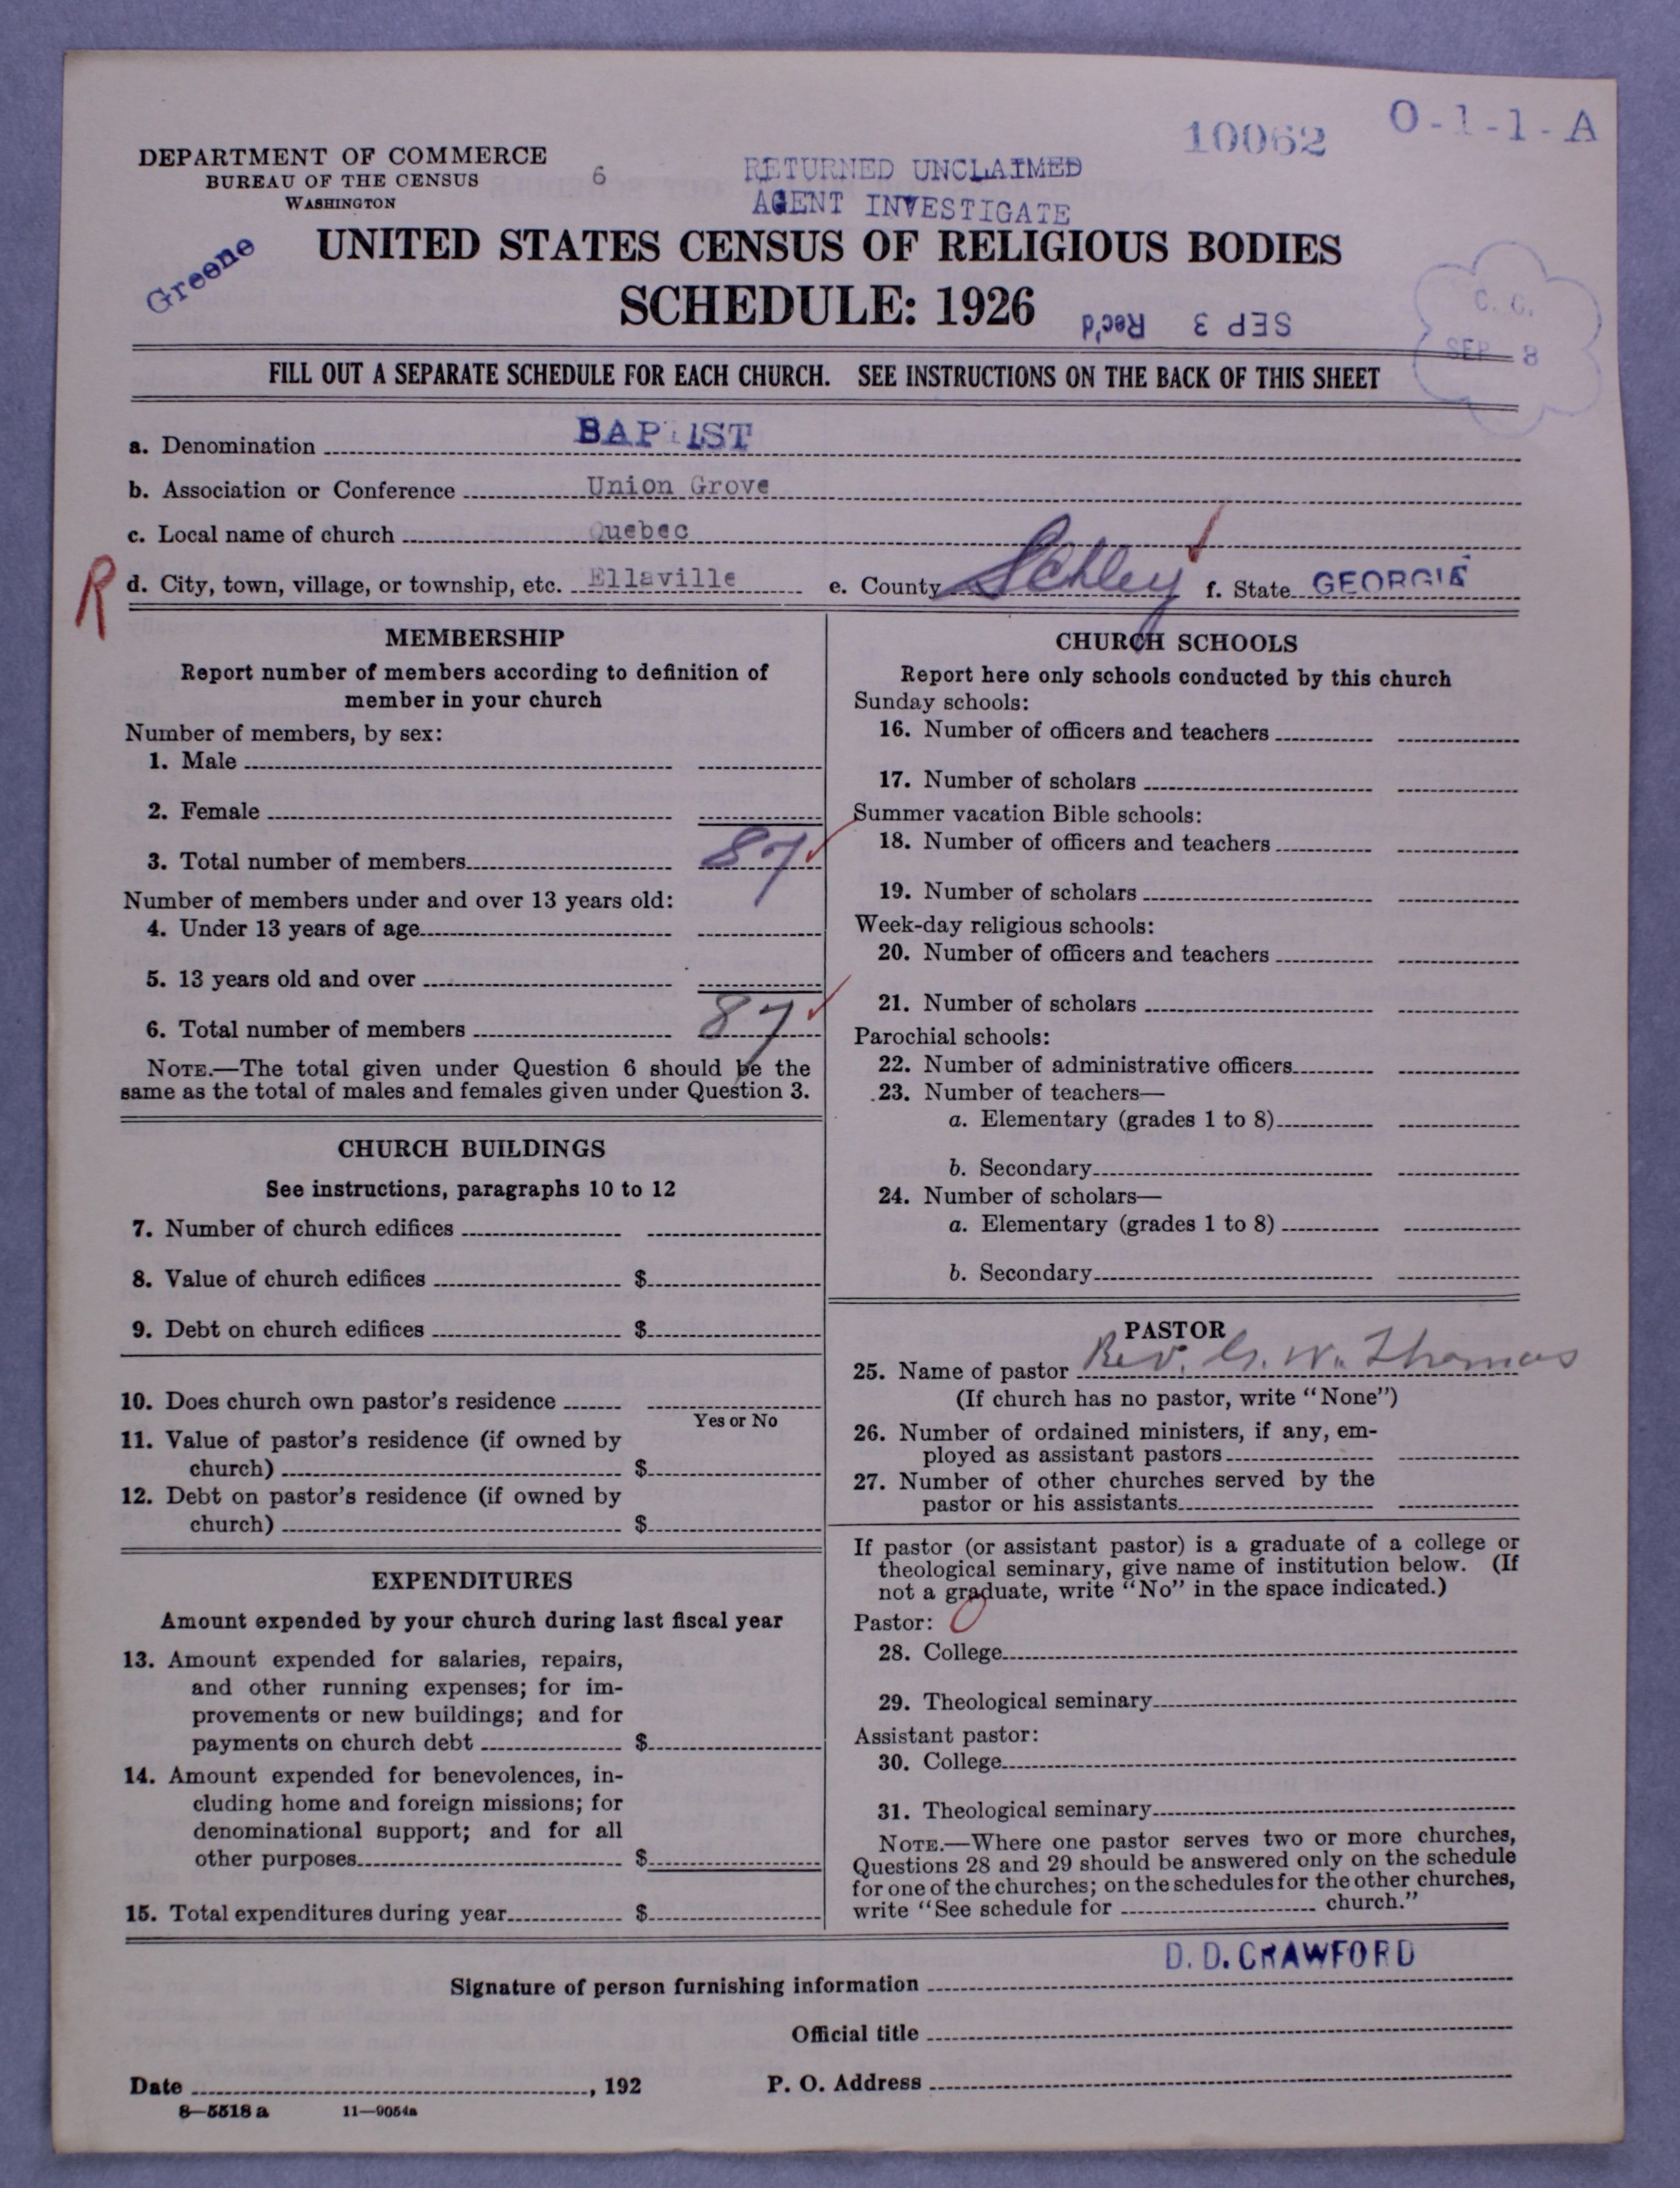 10062
O-1-1-A
DEPARTMENT OF COMMERCE
BUREAU OF THE CENSUS
WASHINGTON
6
RETURNED UNCLAIMED
AGENT INVESTIGATE
Greene
UNITED STATES CENSUS OF RELIGIOUS BODIES
SCHEDULE: 1926
Rec'd SEP 3
C. C.
SEP 8
FILL OUT A SEPARATE SCHEDULE FOR EACH CHURCH. SEE INSTRUCTIONS ON THE BACK OF THIS SHEET
a. Denomination BAPTIST
b. Association or Conference Union Grove
c. Local name of church Quebec
R
d. City, town, village, or township, etc. Ellaville e. County Schley f. State GEORGIA
MEMBERSHIP
Report number of members according to definition of
member in your church
Number of members, by sex:
1. Male
2. Female
3. Total number of members 87
Number of members under and over 13 years old:
4. Under 13 years of age
5. 13 years old and over
6. Total number of members 87
NOTE.—The total given under Question 6 should be the
same as the total of males and females given under Question 3.
CHURCH BUILDINGS
See instructions, paragraphs 10 to 12
7. Number of church edifices
8. Value of church edifices $
9. Debt on church edifices $
10. Does church own pastor's residence
Yes or No
11. Value of pastor's residence (if owned by
church) $
12. Debt on pastor's residence (if owned by
church) $
EXPENDITURES
Amount expended by your church during last fiscal year
13. Amount expended for salaries, repairs,
and other running expenses; for im-
provements or new buildings; and for
payments on church debt $
14. Amount expended for benevolences, in-
cluding home and foreign missions; for
denominational support; and for all
other purposes $
15. Total expenditures during year $
CHURCH SCHOOLS
Report here only schools conducted by this church
Sunday schools:
16. Number of officers and teachers
17. Number of scholars
Summer vacation Bible schools:
18. Number of officers and teachers
19. Number of scholars
Week-day religious schools:
20. Number of officers and teachers
21. Number of scholars
Parochial schools:
22. Number of administrative officers
23. Number of teachers—
a. Elementary (grades 1 to 8)
b. Secondary
24. Number of scholars—
a. Elementary (grades 1 to 8)
b. Secondary
PASTOR
25. Name of pastor Rev. G. W. Thomas
(If church has no pastor, write "None")
26. Number of ordained ministers, if any, em-
ployed as assistant pastors
27. Number of other churches served by the
pastor or his assistants
If pastor (or assistant pastor) is a graduate of a college or
theological seminary, give name of institution below. (If
not a graduate, write "No" in the space indicated.)
Pastor: 0
28. College
29. Theological seminary
Assistant pastor:
30. College
31. Theological seminary
NOTE.—Where one pastor serves two or more churches,
Questions 28 and 29 should be answered only on the schedule
for one of the churches; on the schedules for the other churches,
write "See schedule for church."
D. D. CRAWFORD
Signature of person furnishing information
Official title
Date , 192 P. O. Address
8—5518 a 11—9054a